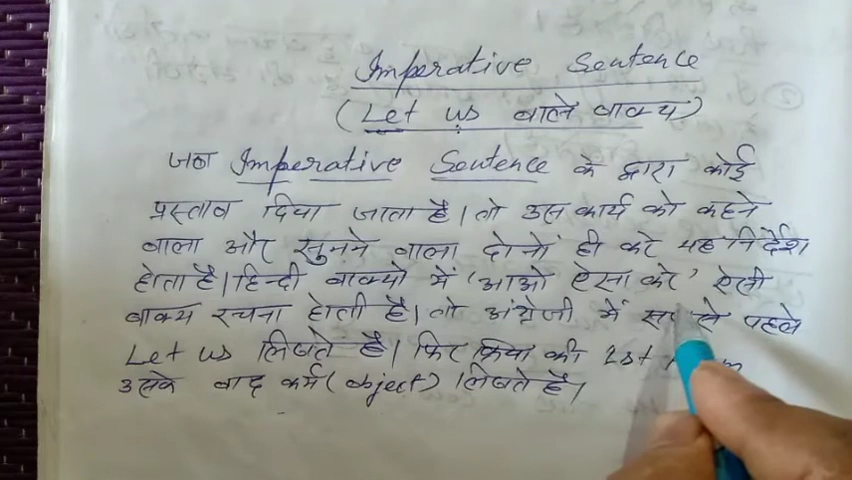 Imperative Sentence
(Let us वाले वाक्य)
जब Imperative Sentence के द्वारा कोई
प्रस्ताव दिया जाता है। तो उस कार्य को कहने
वाला और सुनने वाला दोनों ही करे यह निर्देश
होता है। हिन्दी वाक्यो में 'आओ ऐसा करे' ऐसी
वाक्य रचना होती है। तो अंग्रेजी में पहले
Let us लिखते है। फिर क्रिया की 1st
उसके बाद कर्म (object) लिखते है।